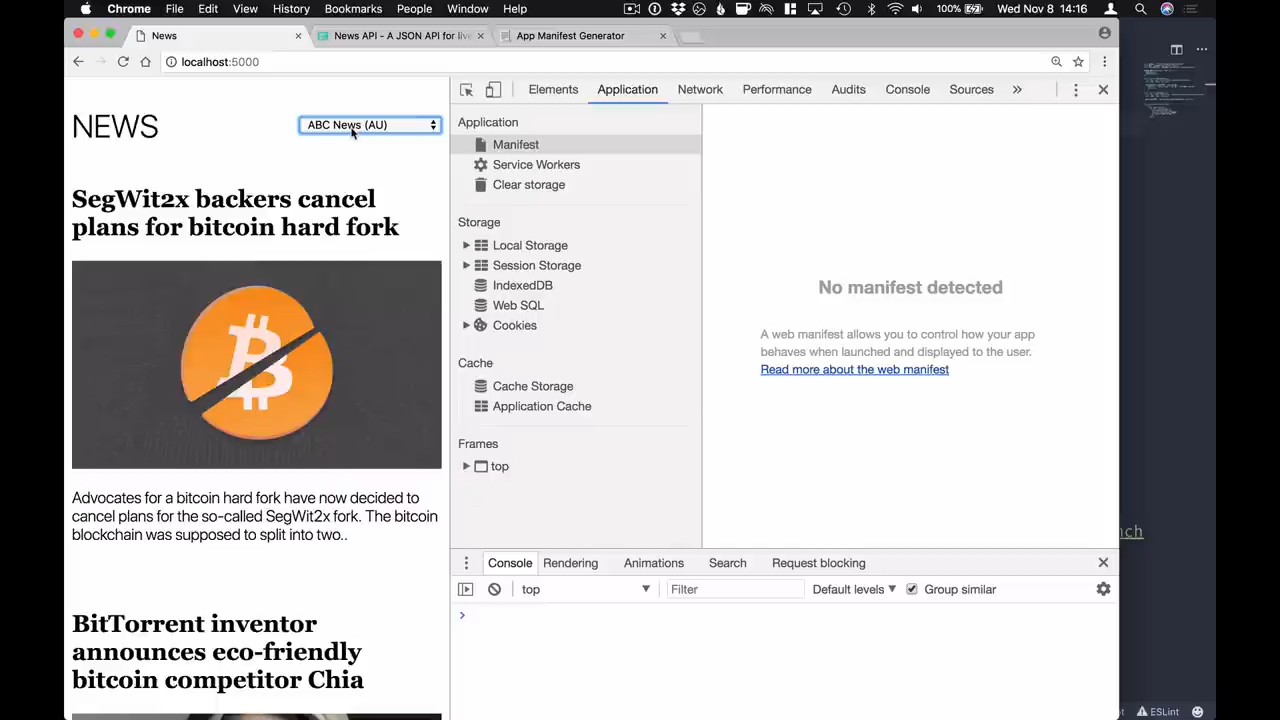 Chrome File Edit View History Bookmarks People Window Help 100% Wed Nov 8 14:16
News News API - A JSON API for live App Manifest Generator
localhost:5000
Elements Application Network Performance Audits Console Sources
NEWS
ABC News (AU)
SegWit2x backers cancel
plans for bitcoin hard fork
Advocates for a bitcoin hard fork have now decided to
cancel plans for the so-called SegWit2x fork. The bitcoin
blockchain was supposed to split into two..
BitTorrent inventor
announces eco-friendly
bitcoin competitor Chia
Application
Manifest
Service Workers
Clear storage
Storage
Local Storage
Session Storage
IndexedDB
Web SQL
Cookies
Cache
Cache Storage
Application Cache
Frames
top
No manifest detected
A web manifest allows you to control how your app
behaves when launched and displayed to the user.
Read more about the web manifest
Console Rendering Animations Search Request blocking
top Filter Default levels Group similar
nch
ESLint